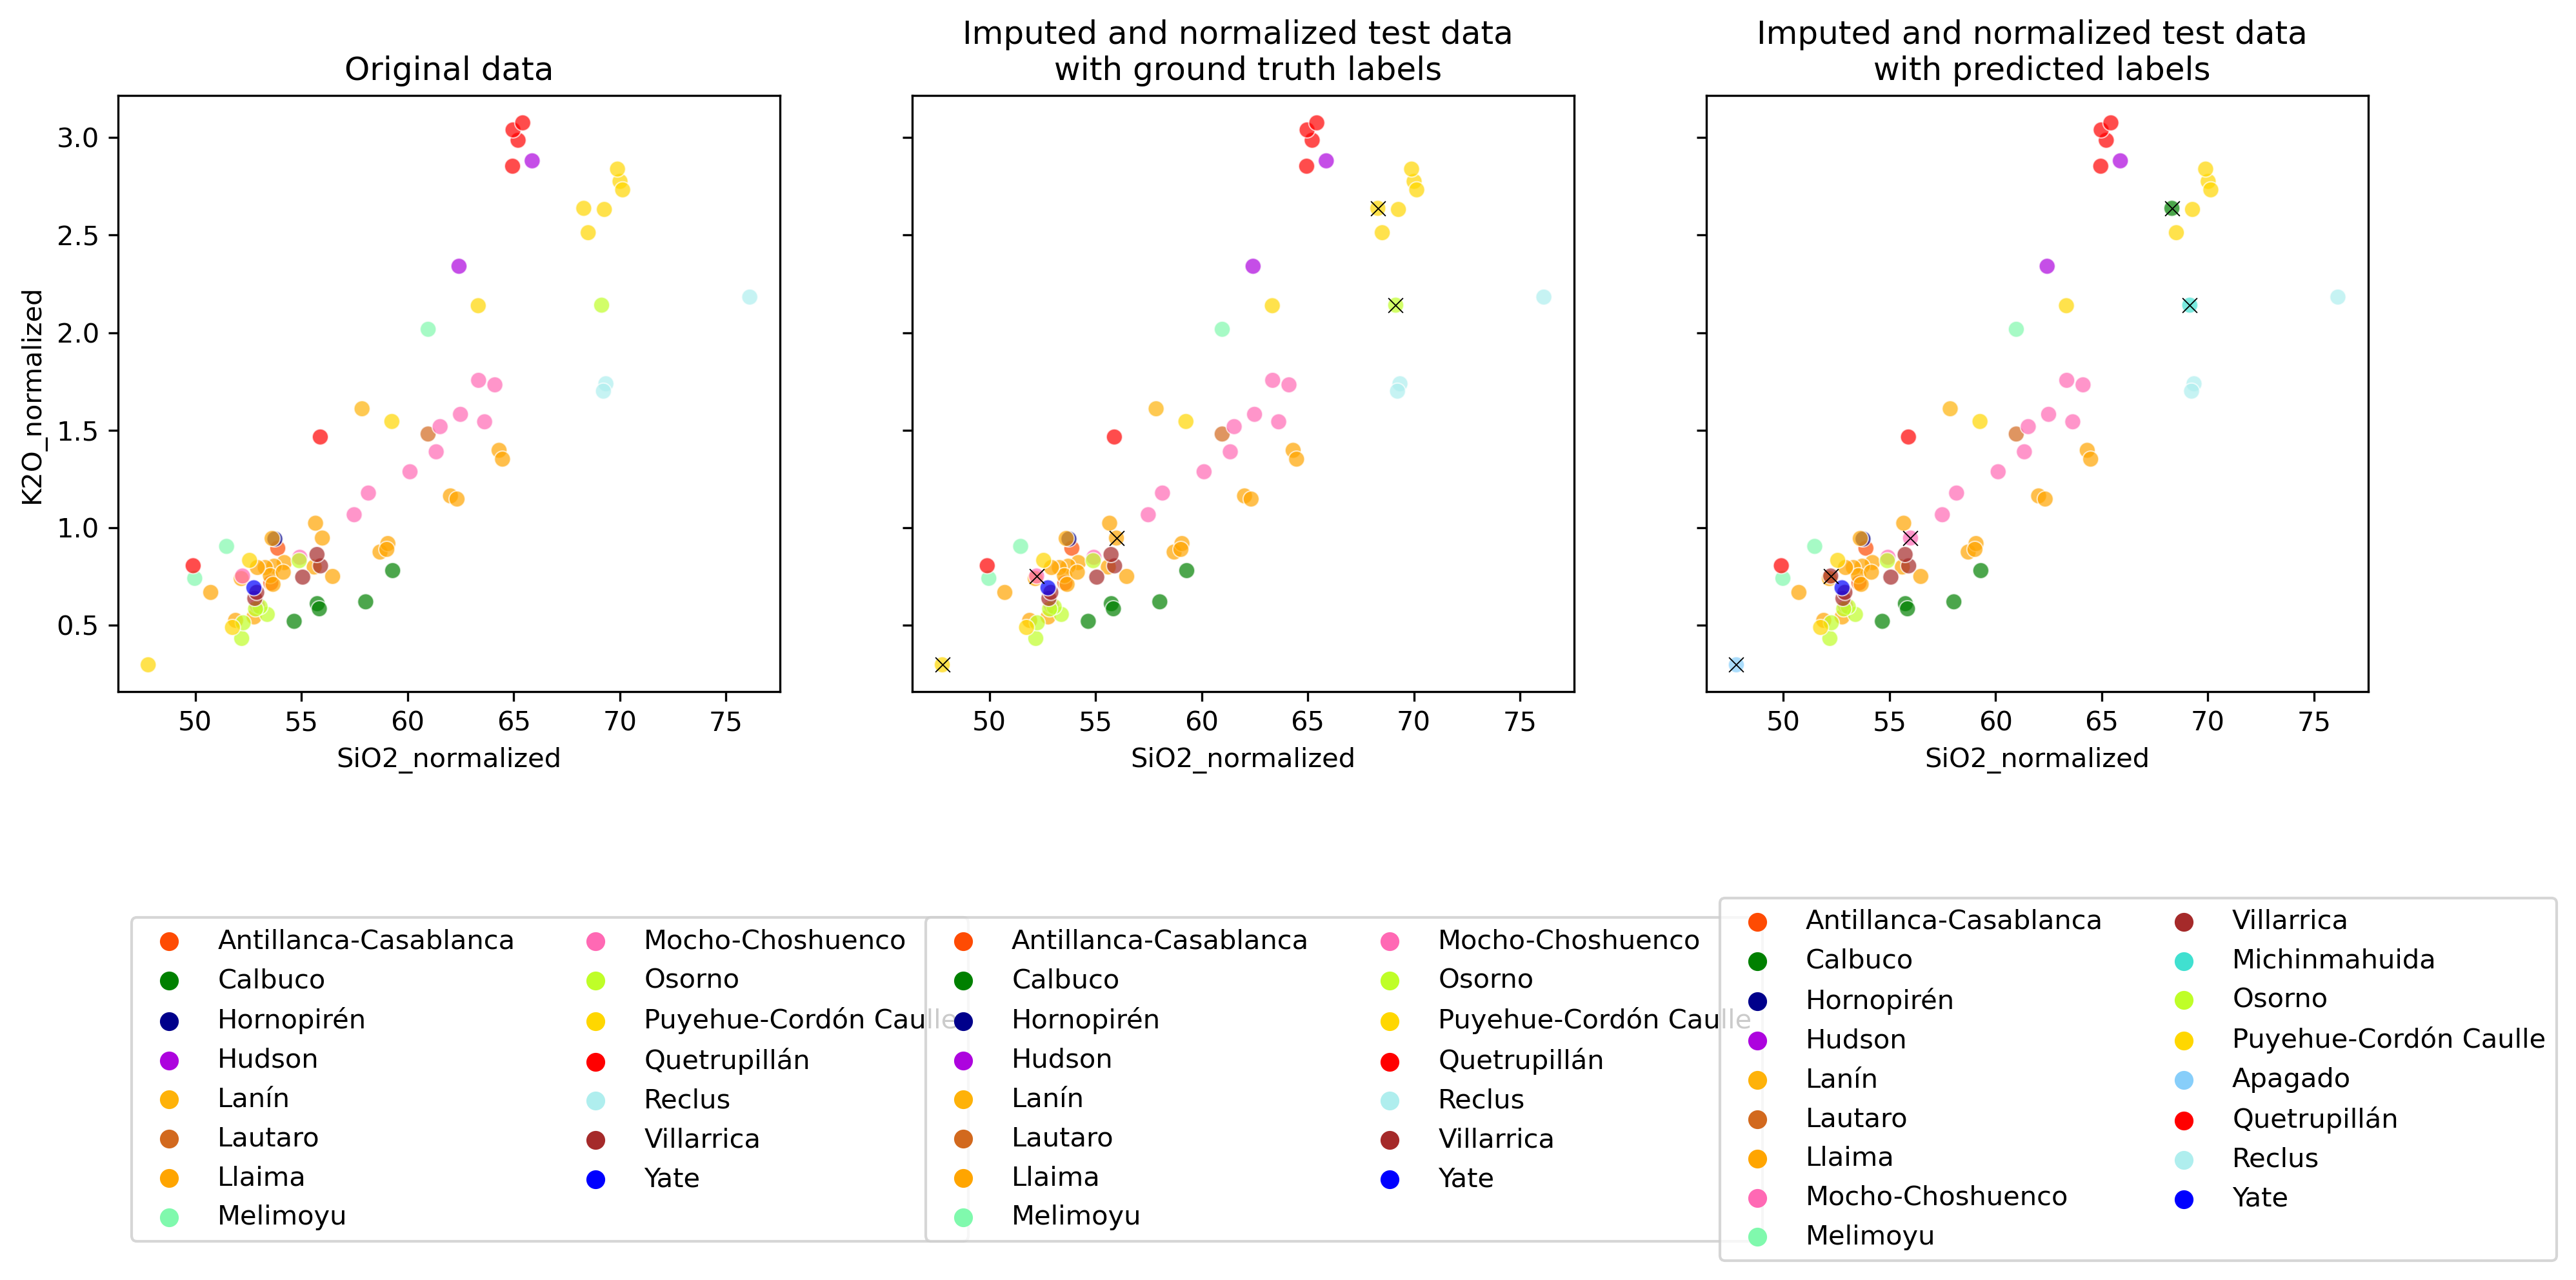 Original data
Imputed and normalized test data
with ground truth labels
Imputed and normalized test data
with predicted labels
K2O_normalized
3.0
2.5
2.0
1.5
1.0
0.5
50 55 60 65 70 75
SiO2_normalized
50 55 60 65 70 75
SiO2_normalized
50 55 60 65 70 75
SiO2_normalized
Antillanca-Casablanca
Calbuco
Hornopirén
Hudson
Lanín
Lautaro
Llaima
Melimoyu
Mocho-Choshuenco
Osorno
Puyehue-Cordón Caulle
Quetrupillán
Reclus
Villarrica
Yate
Antillanca-Casablanca
Calbuco
Hornopirén
Hudson
Lanín
Lautaro
Llaima
Melimoyu
Mocho-Choshuenco
Osorno
Puyehue-Cordón Caulle
Quetrupillán
Reclus
Villarrica
Yate
Antillanca-Casablanca
Calbuco
Hornopirén
Hudson
Lanín
Lautaro
Llaima
Mocho-Choshuenco
Melimoyu
Villarrica
Michinmahuida
Osorno
Puyehue-Cordón Caulle
Apagado
Quetrupillán
Reclus
Yate